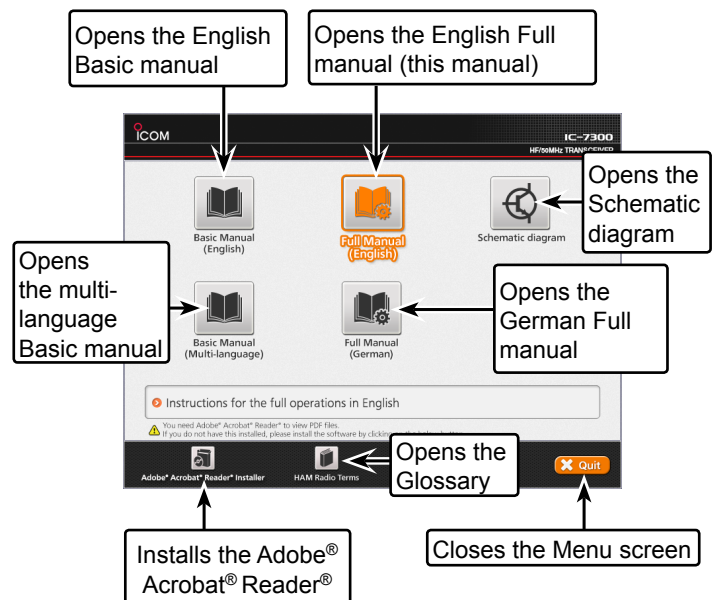 Opens the English
Basic manual
Opens the English Full
manual (this manual)
ICOM
IC-7300
HF/50MHz TRANSCEIVER
Opens the
Schematic
diagram
Basic Manual
(English)
Full Manual
(English)
Schematic diagram
Opens
the multi-
language
Basic manual
Opens the
German Full
manual
Basic Manual
(Multi-language)
Full Manual
(German)
Instructions for the full operations in English
You need Adobe® Acrobat® Reader® to view PDF files.
If you do not have this installed, please install the software by clicking
Opens the
Glossary
Adobe® Acrobat® Reader® Installer
HAM Radio Terms
Quit
Installs the Adobe®
Acrobat® Reader®
Closes the Menu screen